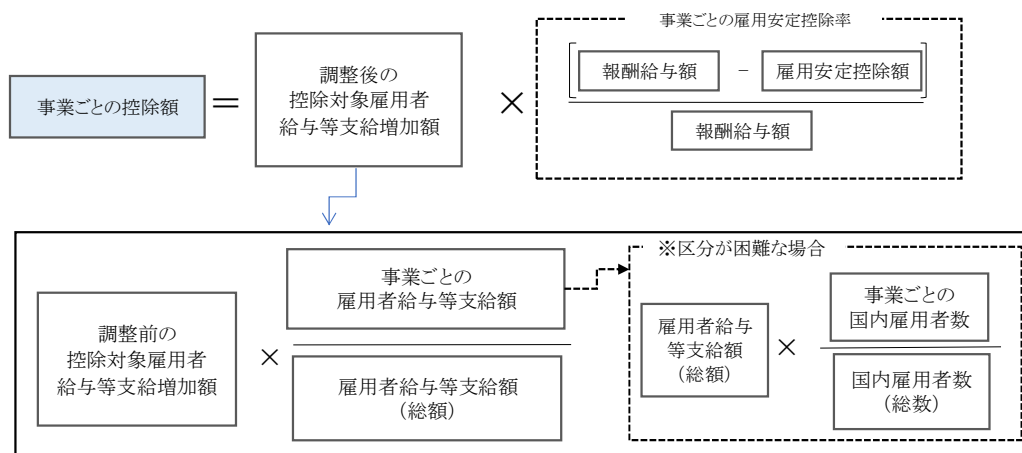 事業ごとの雇用安定控除率
事業ごとの控除額
＝
調整後の
控除対象雇用者
給与等支給増加額
×
報酬給与額
−
雇用安定控除額
報酬給与額
調整前の
控除対象雇用者
給与等支給増加額
×
事業ごとの
雇用者給与等支給額
雇用者給与等支給額
(総額)
※区分が困難な場合
雇用者給与
等支給額
(総額)
×
事業ごとの
国内雇用者数
国内雇用者数
(総数)